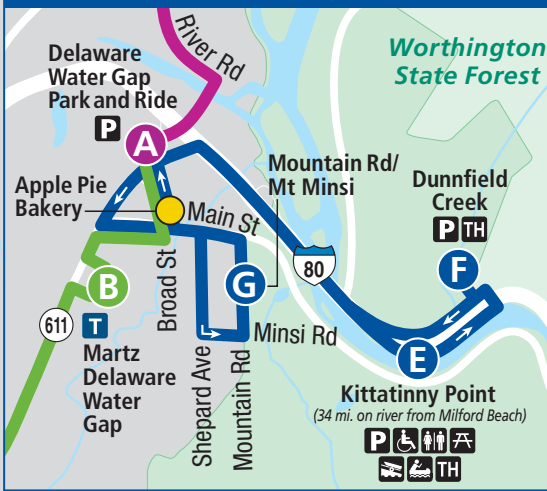 River Rd
Worthington
State Forest
Delaware
Water Gap
Park and Ride
P
A
Mountain Rd/
Mt Minsi
Dunnfield
Creek
P TH
Apple Pie
Bakery
Main St
80
F
G
B
Broad St
611
T
Martz
Delaware
Water
Gap
Shepard Ave
Mountain Rd
Minsi Rd
E
Kittatinny Point
(34 mi. on river from Milford Beach)
P
TH